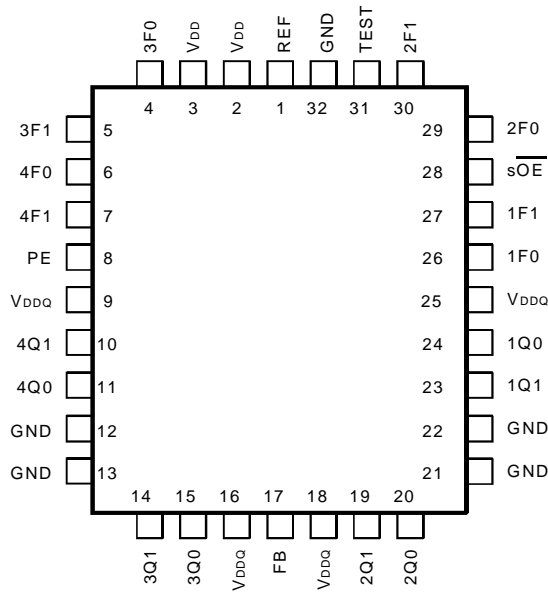 3F0 VDD VDD REF GND TEST 2F1
4 3 2 1 32 31 30
3F1 5 29 2F0
4F0 6 28 sO̅E̅
4F1 7 27 1F1
PE 8 26 1F0
VDDQ 9 25 VDDQ
4Q1 10 24 1Q0
4Q0 11 23 1Q1
GND 12 22 GND
GND 13 21 GND
14 15 16 17 18 19 20
3Q1 3Q0 VDDQ FB VDDQ 2Q1 2Q0